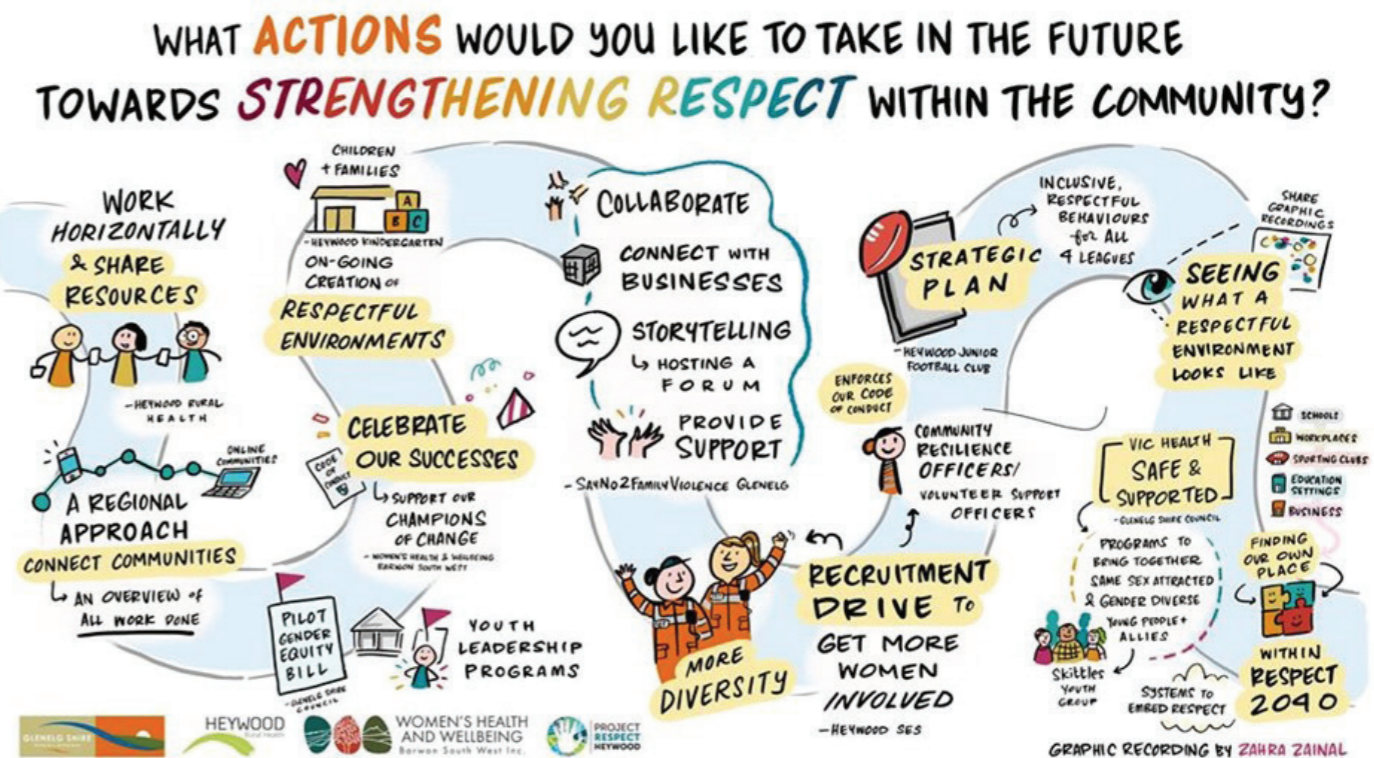 WHAT ACTIONS WOULD YOU LIKE TO TAKE IN THE FUTURE
TOWARDS STRENGTHENING RESPECT WITHIN THE COMMUNITY?
WORK
HORIZONTALLY
& SHARE
RESOURCES
- HEYWOOD RURAL
HEALTH
ONLINE
COMMUNITIES
A REGIONAL
APPROACH
CONNECT COMMUNITIES
AN OVERVIEW OF
ALL WORK DONE
CHILDREN
+ FAMILIES
A
B C
- HEYWOOD KINDERGARTEN
ON-GOING
CREATION OF
RESPECTFUL
ENVIRONMENTS
CELEBRATE
OUR SUCCESSES
CODE
OF
CONDUCT
SUPPORT OUR
CHAMPIONS
OF CHANGE
- WOMEN'S HEALTH & WELLBEING
BARWON SOUTH WEST
PILOT
GENDER
EQUITY
BILL
- GLENELG SHIRE
COUNCIL
YOUTH
LEADERSHIP
PROGRAMS
COLLABORATE
CONNECT WITH
BUSINESSES
STORYTELLING
HOSTING A
FORUM
PROVIDE
SUPPORT
- SAYNO2FAMILYVIOLENCE GLENELG
MORE
DIVERSITY
RECRUITMENT
DRIVE TO
GET MORE
WOMEN
INVOLVED
- HEYWOOD SES
ENFORCES
OUR CODE
OF CONDUCT
COMMUNITY
RESILIENCE
OFFICERS/
VOLUNTEER SUPPORT
OFFICERS
STRATEGIC
PLAN
- HEYWOOD JUNIOR
FOOTBALL CLUB
INCLUSIVE,
RESPECTFUL
BEHAVIOURS
for ALL
4 LEAGUES
SHARE
GRAPHIC
RECORDINGS
SEEING
WHAT A
RESPECTFUL
ENVIRONMENT
LOOKS LIKE
SCHOOLS
WORKPLACES
SPORTING CLUBS
EDUCATION
SETTINGS
BUSINESS
VIC HEALTH
SAFE &
SUPPORTED
- GLENELG SHIRE COUNCIL
PROGRAMS TO
BRING TOGETHER
SAME SEX ATTRACTED
& GENDER DIVERSE
YOUNG PEOPLE +
ALLIES
Skittles
YOUTH
GROUP
FINDING
OUR OWN
PLACE
WITHIN
RESPECT
2040
SYSTEMS TO
EMBED RESPECT
GLENELG SHIRE
HEYWOOD
Rural Health
WOMEN'S HEALTH
AND WELLBEING
Barwon South West Inc.
PROJECT
RESPECT
HEYWOOD
GRAPHIC RECORDING BY ZAHRA ZAINAL